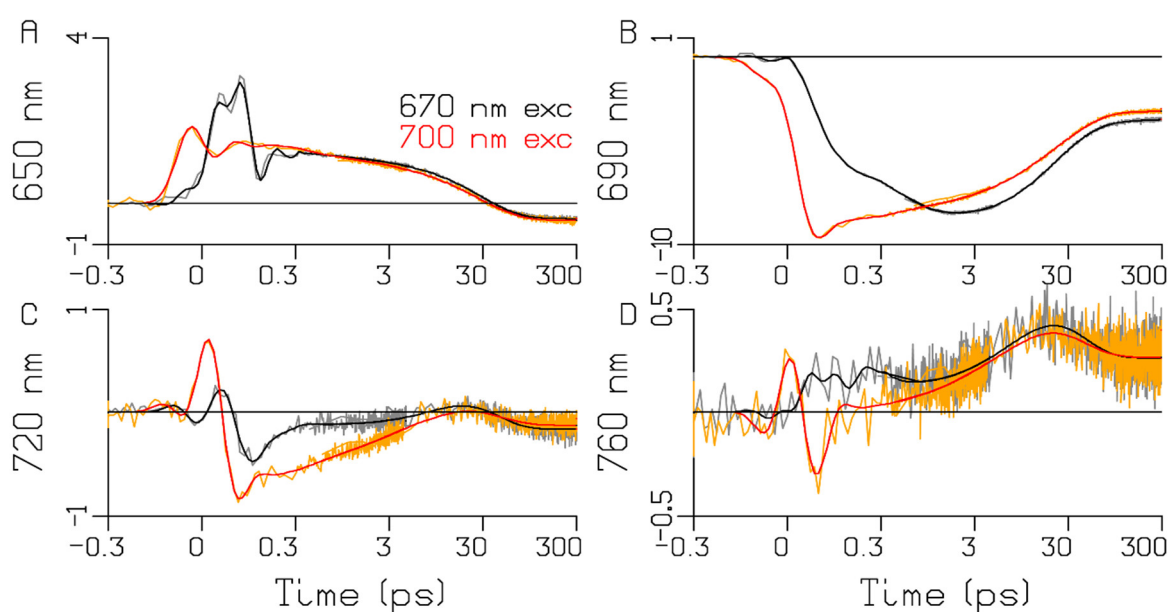 A
4
650 nm
670 nm exc
700 nm exc
-1
-0.3 0 0.3 3 30 300
B
1
690 nm
-10
-0.3 0 0.3 3 30 300
C
1
720 nm
-1
-0.3 0 0.3 3 30 300
Time (ps)
D
0.5
760 nm
-0.5
-0.3 0 0.3 3 30 300
Time (ps)